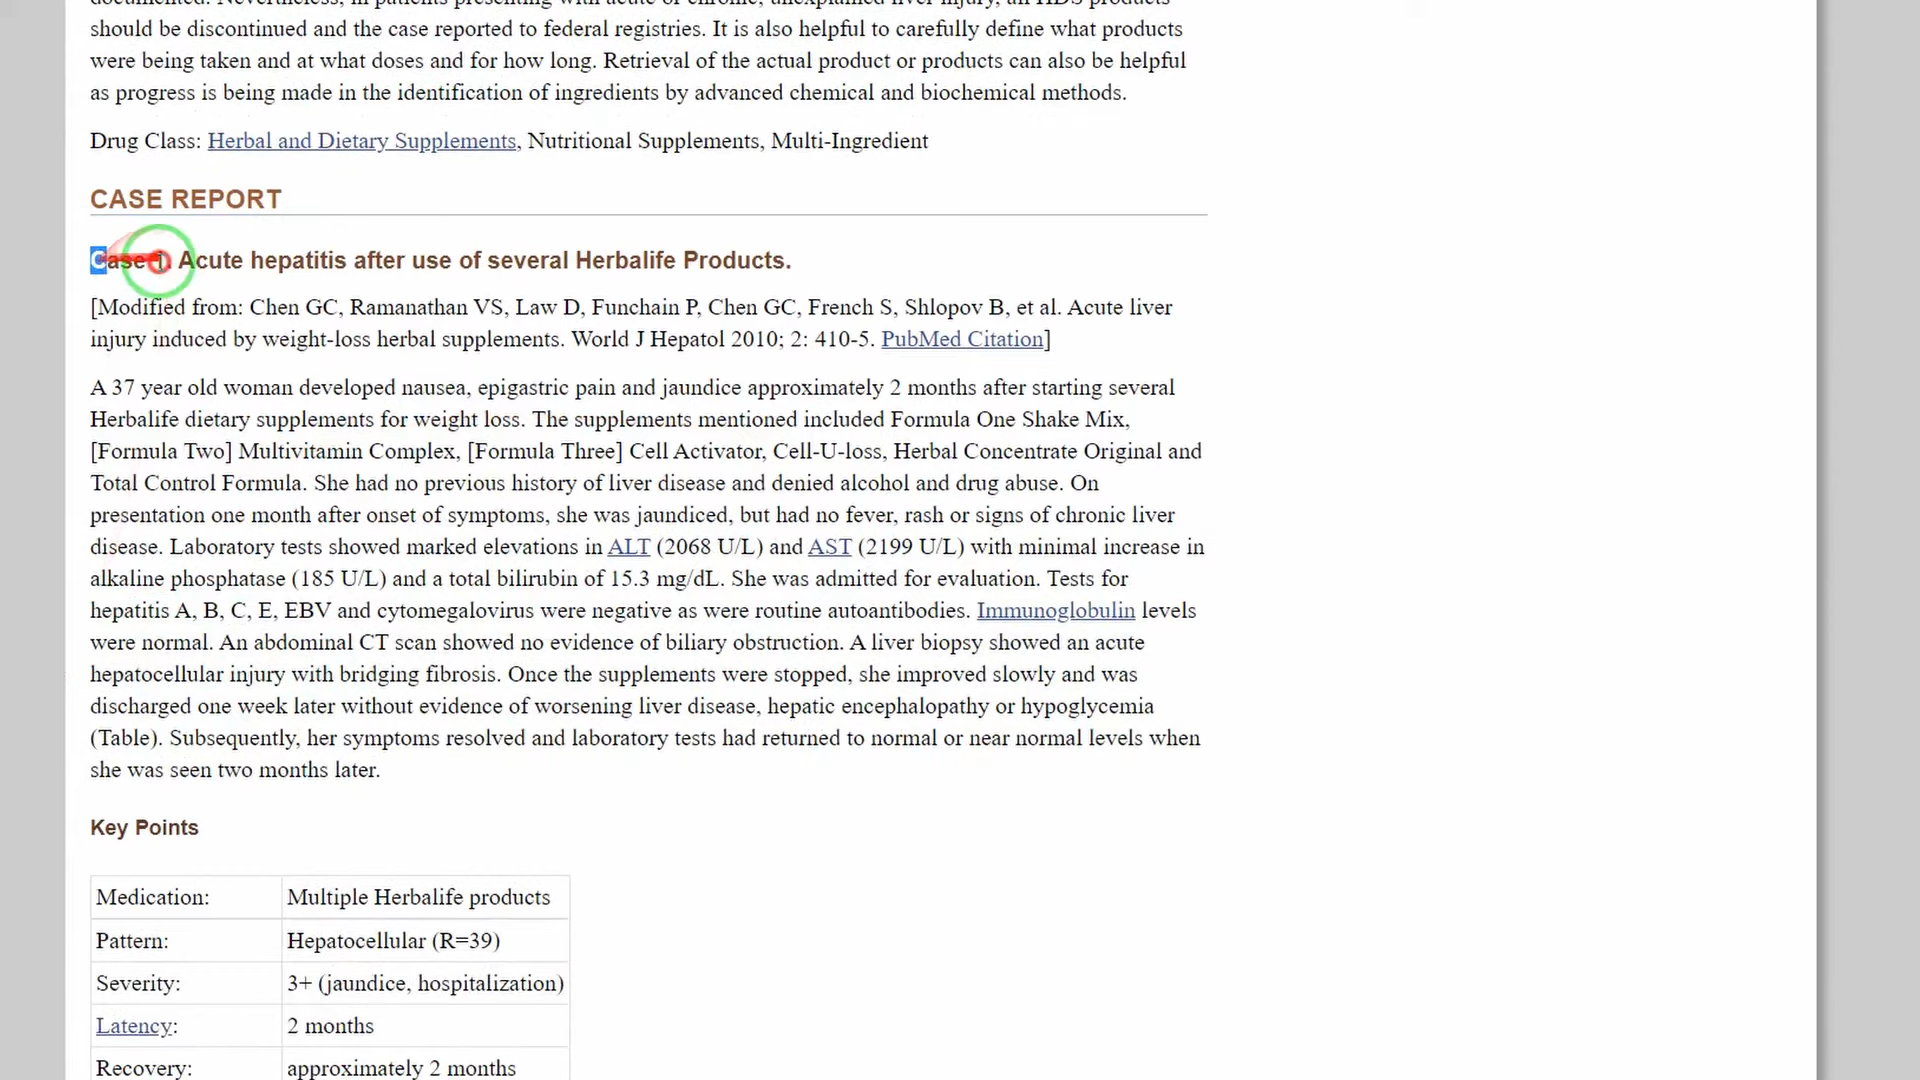 documented. Nevertheless, in patients presenting with acute or chronic, unexplained liver injury, all HDS products
should be discontinued and the case reported to federal registries. It is also helpful to carefully define what products
were being taken and at what doses and for how long. Retrieval of the actual product or products can also be helpful
as progress is being made in the identification of ingredients by advanced chemical and biochemical methods.
Drug Class: Herbal and Dietary Supplements, Nutritional Supplements, Multi-Ingredient
CASE REPORT
Case 1. Acute hepatitis after use of several Herbalife Products.
[Modified from: Chen GC, Ramanathan VS, Law D, Funchain P, Chen GC, French S, Shlopov B, et al. Acute liver
injury induced by weight-loss herbal supplements. World J Hepatol 2010; 2: 410-5. PubMed Citation]
A 37 year old woman developed nausea, epigastric pain and jaundice approximately 2 months after starting several
Herbalife dietary supplements for weight loss. The supplements mentioned included Formula One Shake Mix,
[Formula Two] Multivitamin Complex, [Formula Three] Cell Activator, Cell-U-loss, Herbal Concentrate Original and
Total Control Formula. She had no previous history of liver disease and denied alcohol and drug abuse. On
presentation one month after onset of symptoms, she was jaundiced, but had no fever, rash or signs of chronic liver
disease. Laboratory tests showed marked elevations in ALT (2068 U/L) and AST (2199 U/L) with minimal increase in
alkaline phosphatase (185 U/L) and a total bilirubin of 15.3 mg/dL. She was admitted for evaluation. Tests for
hepatitis A, B, C, E, EBV and cytomegalovirus were negative as were routine autoantibodies. Immunoglobulin levels
were normal. An abdominal CT scan showed no evidence of biliary obstruction. A liver biopsy showed an acute
hepatocellular injury with bridging fibrosis. Once the supplements were stopped, she improved slowly and was
discharged one week later without evidence of worsening liver disease, hepatic encephalopathy or hypoglycemia
(Table). Subsequently, her symptoms resolved and laboratory tests had returned to normal or near normal levels when
she was seen two months later.
Key Points
Medication: Multiple Herbalife products
Pattern: Hepatocellular (R=39)
Severity: 3+ (jaundice, hospitalization)
Latency: 2 months
Recovery: approximately 2 months